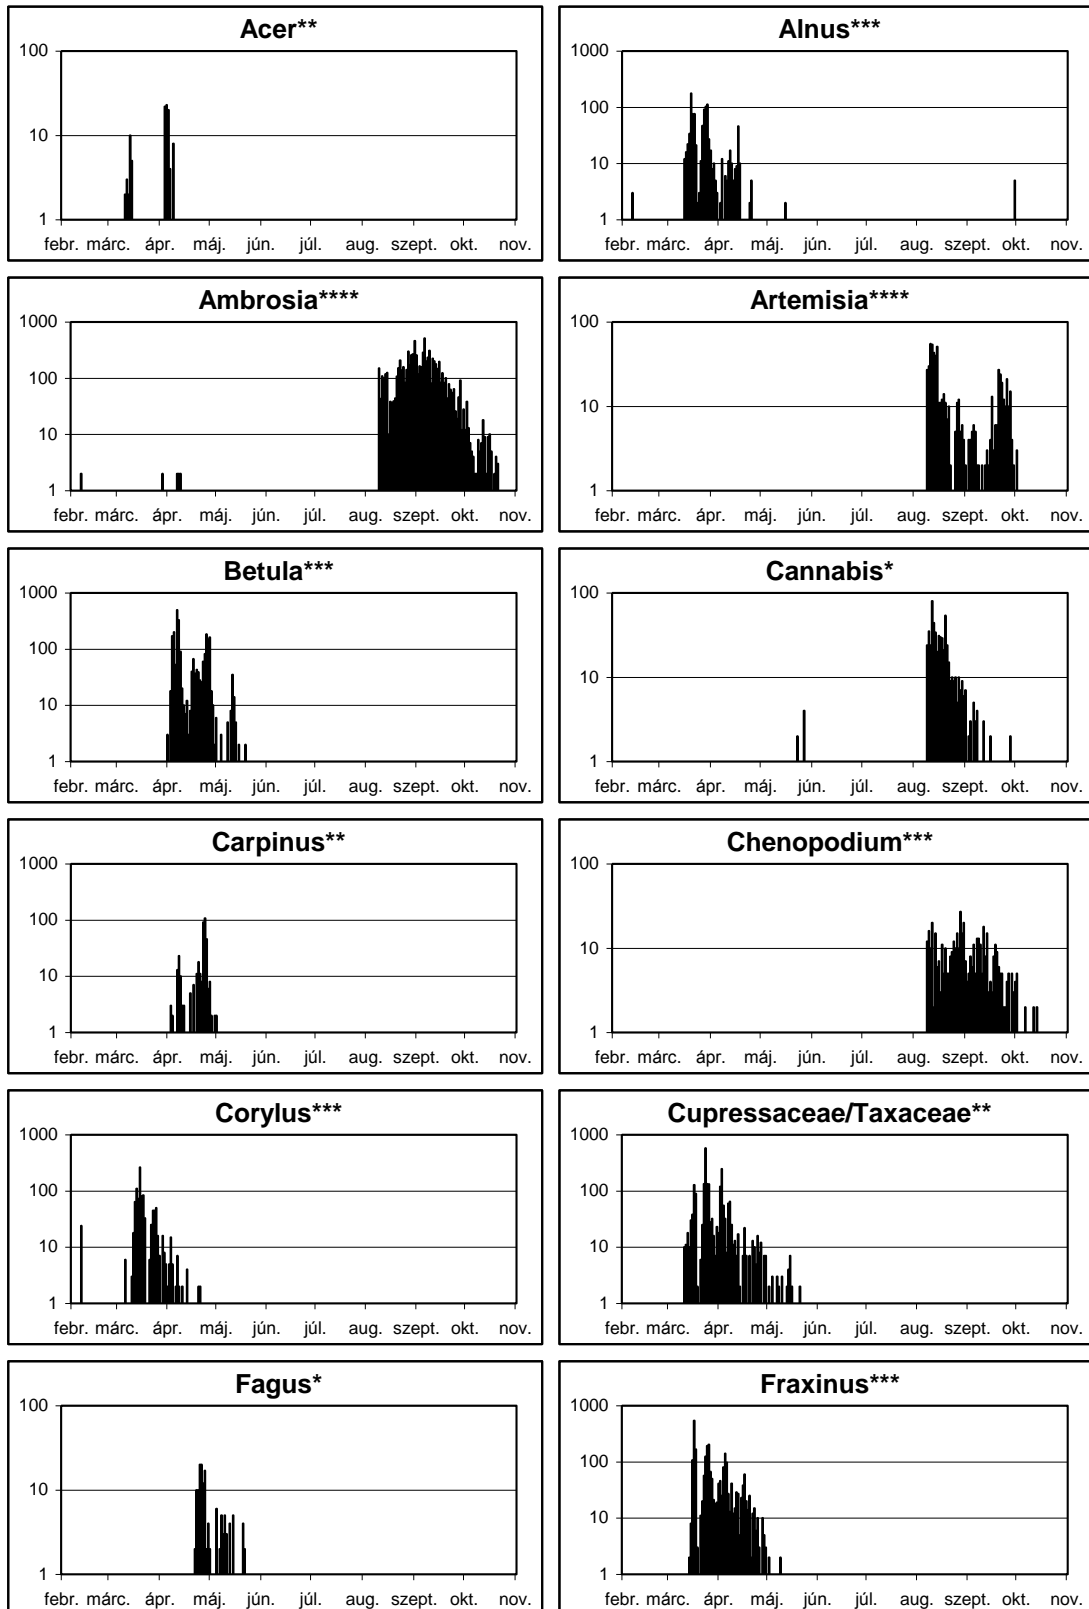 Acer**
100
10
1
febr. márc. ápr. máj. jún. júl. aug. szept. okt. nov.
Alnus***
1000
100
10
1
febr. márc. ápr. máj. jún. júl. aug. szept. okt. nov.
Ambrosia****
1000
100
10
1
febr. márc. ápr. máj. jún. júl. aug. szept. okt. nov.
Artemisia****
100
10
1
febr. márc. ápr. máj. jún. júl. aug. szept. okt. nov.
Betula***
1000
100
10
1
febr. márc. ápr. máj. jún. júl. aug. szept. okt. nov.
Cannabis*
100
10
1
febr. márc. ápr. máj. jún. júl. aug. szept. okt. nov.
Carpinus**
1000
100
10
1
febr. márc. ápr. máj. jún. júl. aug. szept. okt. nov.
Chenopodium***
100
10
1
febr. márc. ápr. máj. jún. júl. aug. szept. okt. nov.
Corylus***
1000
100
10
1
febr. márc. ápr. máj. jún. júl. aug. szept. okt. nov.
Cupressaceae/Taxaceae**
1000
100
10
1
febr. márc. ápr. máj. jún. júl. aug. szept. okt. nov.
Fagus*
100
10
1
febr. márc. ápr. máj. jún. júl. aug. szept. okt. nov.
Fraxinus***
1000
100
10
1
febr. márc. ápr. máj. jún. júl. aug. szept. okt. nov.